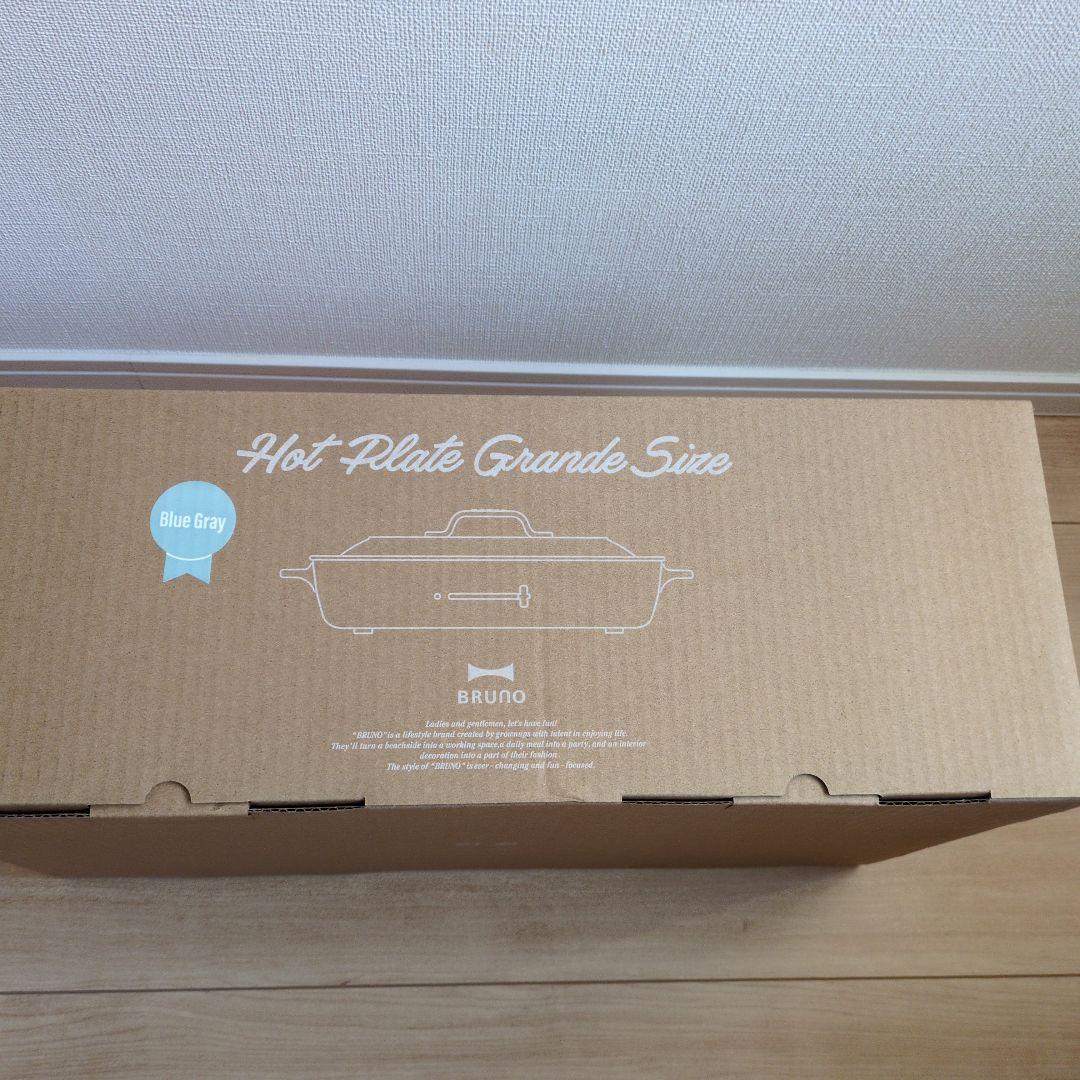 Hot Plate Grande Size
Blue Gray
BRUNO
Ladies and gentlemen, let's have fun!
"BRUNO" is a lifestyle brand created by grownups with talent in enjoying life.
They'll turn a beachside into a working space,a daily meal into a party, and an interior
decoration into a part of their fashion.
The style of "BRUNO" is ever-changing and fun-focused.